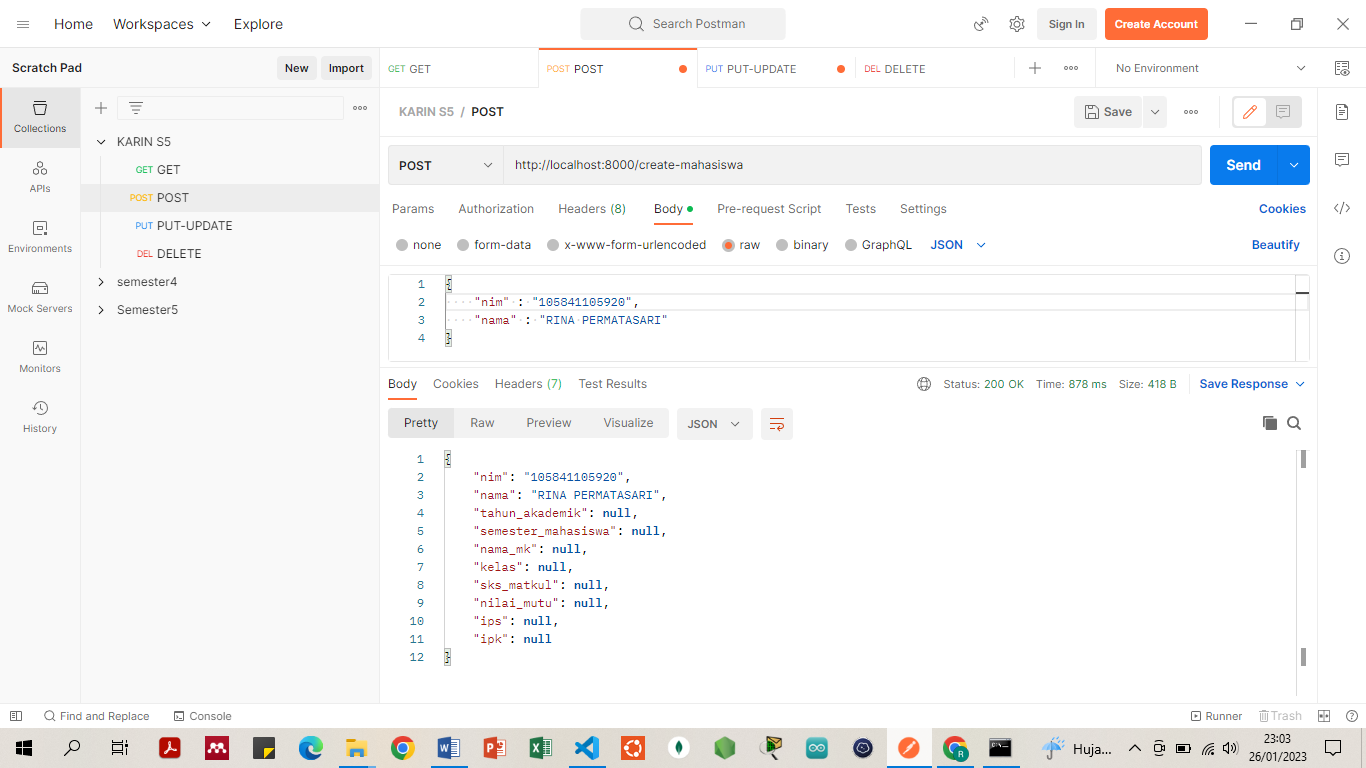 Home Workspaces Explore Search Postman Sign In Create Account
Scratch Pad New Import
GET GET POST POST PUT PUT-UPDATE DEL DELETE No Environment
Collections
APIs
Environments
Mock Servers
Monitors
History
KARIN S5
GET GET
POST POST
PUT PUT-UPDATE
DEL DELETE
semester4
Semester5
KARIN S5 / POST Save
POST http://localhost:8000/create-mahasiswa Send
Params Authorization Headers (8) Body Pre-request Script Tests Settings Cookies
none form-data x-www-form-urlencoded raw binary GraphQL JSON Beautify
1 {
2 "nim" : "105841105920",
3 "nama" : "RINA PERMATASARI"
4 }
Body Cookies Headers (7) Test Results Status: 200 OK Time: 878 ms Size: 418 B Save Response
Pretty Raw Preview Visualize JSON
1 {
2 "nim": "105841105920",
3 "nama": "RINA PERMATASARI",
4 "tahun_akademik": null,
5 "semester_mahasiswa": null,
6 "nama_mk": null,
7 "kelas": null,
8 "sks_matkul": null,
9 "nilai_mutu": null,
10 "ips": null,
11 "ipk": null
12 }
Find and Replace Console Runner Trash
Huja... 23:03
26/01/2023